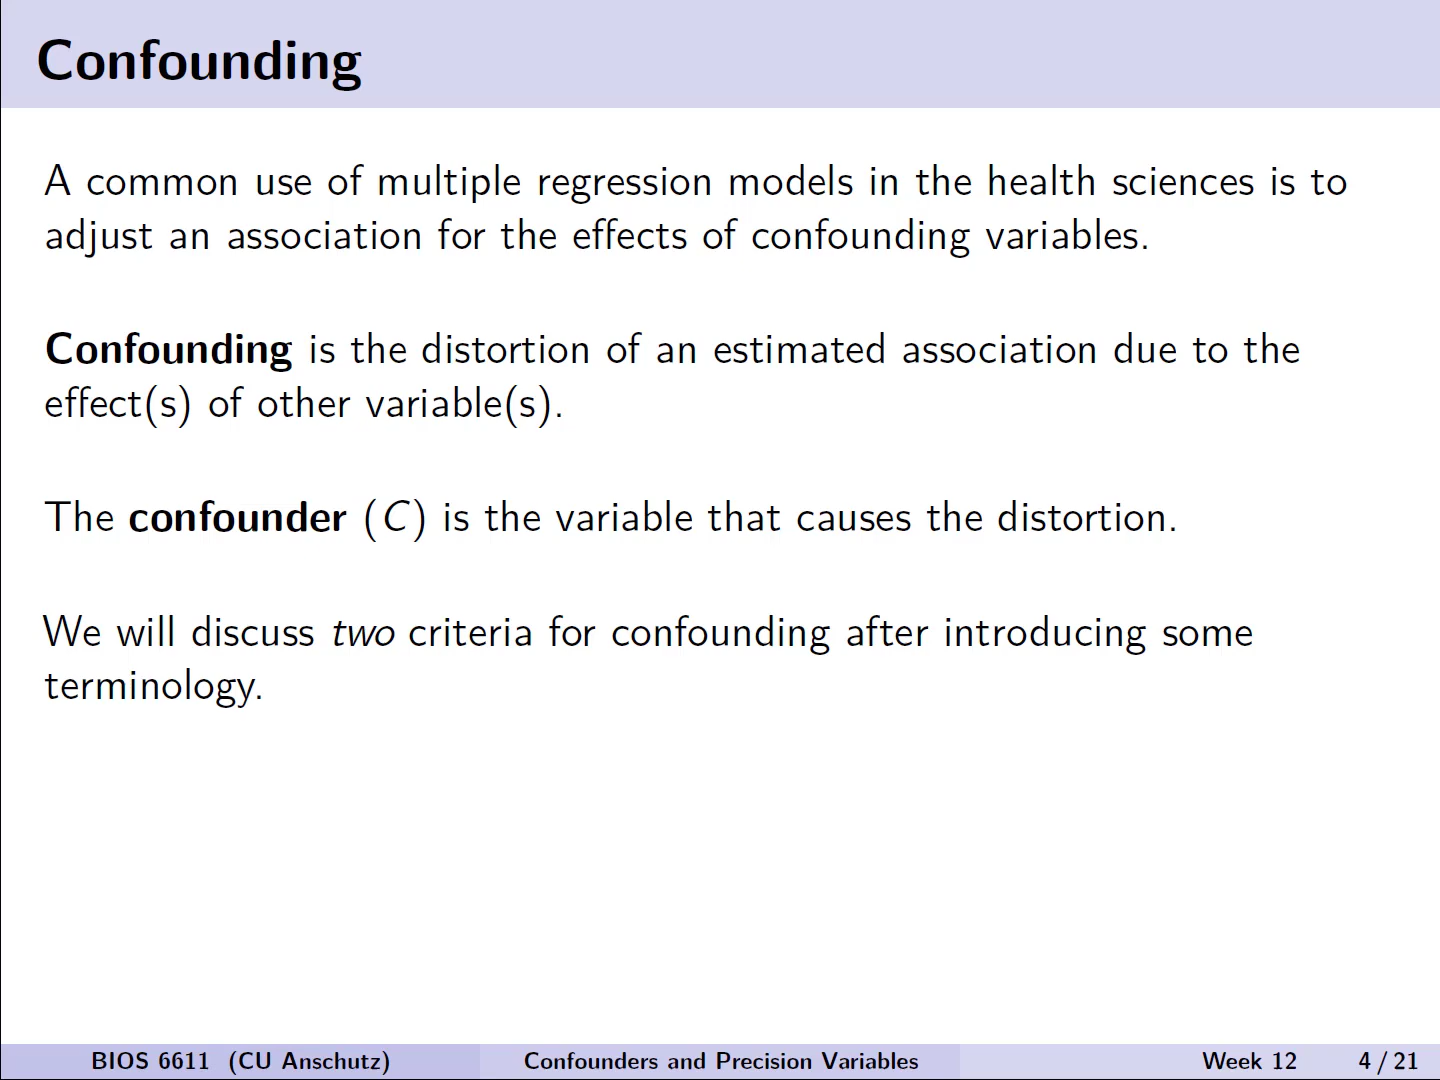 Confounding
A common use of multiple regression models in the health sciences is to
adjust an association for the effects of confounding variables.
Confounding is the distortion of an estimated association due to the
effect(s) of other variable(s).
The confounder (C) is the variable that causes the distortion.
We will discuss two criteria for confounding after introducing some
terminology.
BIOS 6611 (CU Anschutz) Confounders and Precision Variables Week 12 4 / 21